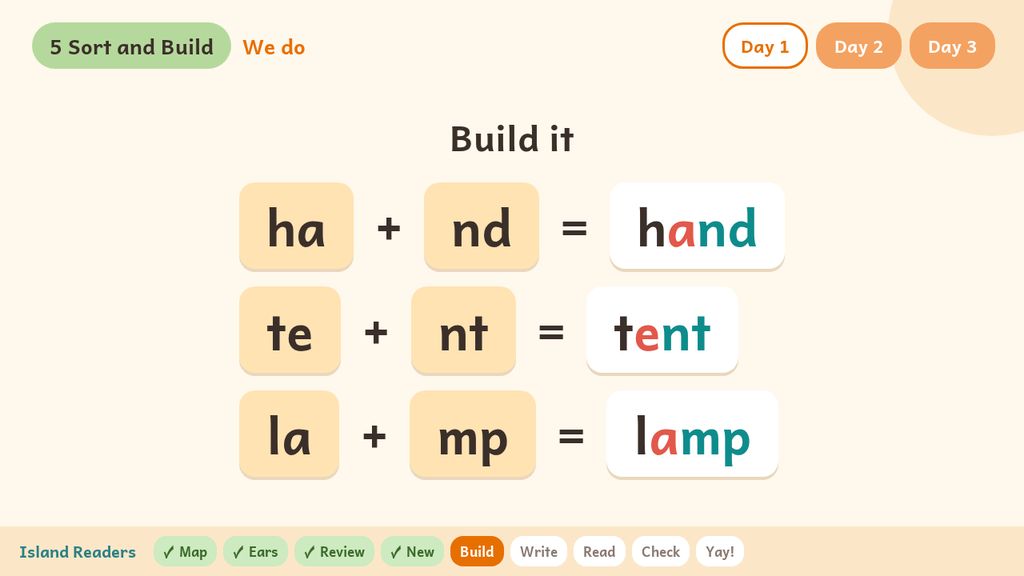 5 Sort and Build We do Day 1 Day 2 Day 3
Build it
ha + nd = hand
te + nt = tent
la + mp = lamp
Island Readers ✓ Map ✓ Ears ✓ Review ✓ New Build Write Read Check Yay!